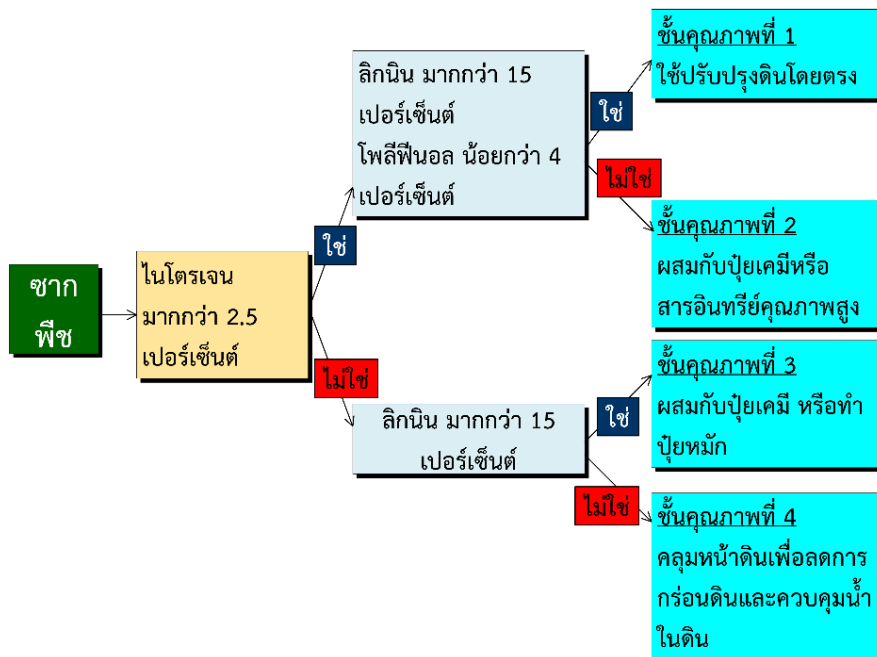 ซาก
พืช
ไนโตรเจน
มากกว่า 2.5
เปอร์เซ็นต์
ใช่
ไม่ใช่
ลิกนิน มากกว่า 15
เปอร์เซ็นต์
โพลีฟีนอล น้อยกว่า 4
เปอร์เซ็นต์
ใช่
ไม่ใช่
ลิกนิน มากกว่า 15
เปอร์เซ็นต์
ใช่
ไม่ใช่
ชั้นคุณภาพที่ 1
ใช้ปรับปรุงดินโดยตรง
ชั้นคุณภาพที่ 2
ผสมกับปุ๋ยเคมีหรือ
สารอินทรีย์คุณภาพสูง
ชั้นคุณภาพที่ 3
ผสมกับปุ๋ยเคมี หรือทำ
ปุ๋ยหมัก
ชั้นคุณภาพที่ 4
คลุมหน้าดินเพื่อลดการ
กร่อนดินและควบคุมน้ำ
ในดิน